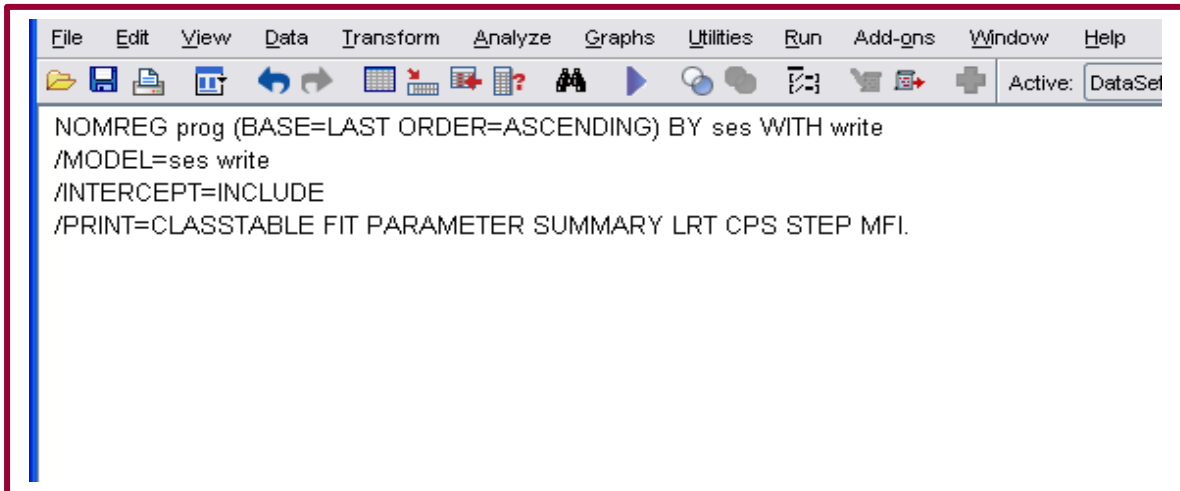 File Edit View Data Transform Analyze Graphs Utilities Run Add-ons Window Help
Active: DataSet
NOMREG prog (BASE=LAST ORDER=ASCENDING) BY ses WITH write
/MODEL=ses write
/INTERCEPT=INCLUDE
/PRINT=CLASSTABLE FIT PARAMETER SUMMARY LRT CPS STEP MFI.